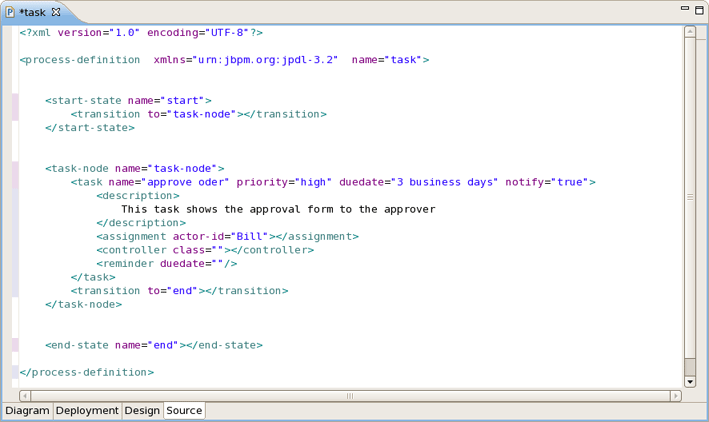 *task
<?xml version="1.0" encoding="UTF-8"?>
<process-definition  xmlns="urn:jbpm.org:jpdl-3.2"  name="task">
<start-state name="start">
<transition to="task-node"></transition>
</start-state>
<task-node name="task-node">
<task name="approve oder" priority="high" duedate="3 business days" notify="true">
<description>
This task shows the approval form to the approver
</description>
<assignment actor-id="Bill"></assignment>
<controller class=""></controller>
<reminder duedate=""/>
</task>
<transition to="end"></transition>
</task-node>
<end-state name="end"></end-state>
</process-definition>
Diagram Deployment Design Source